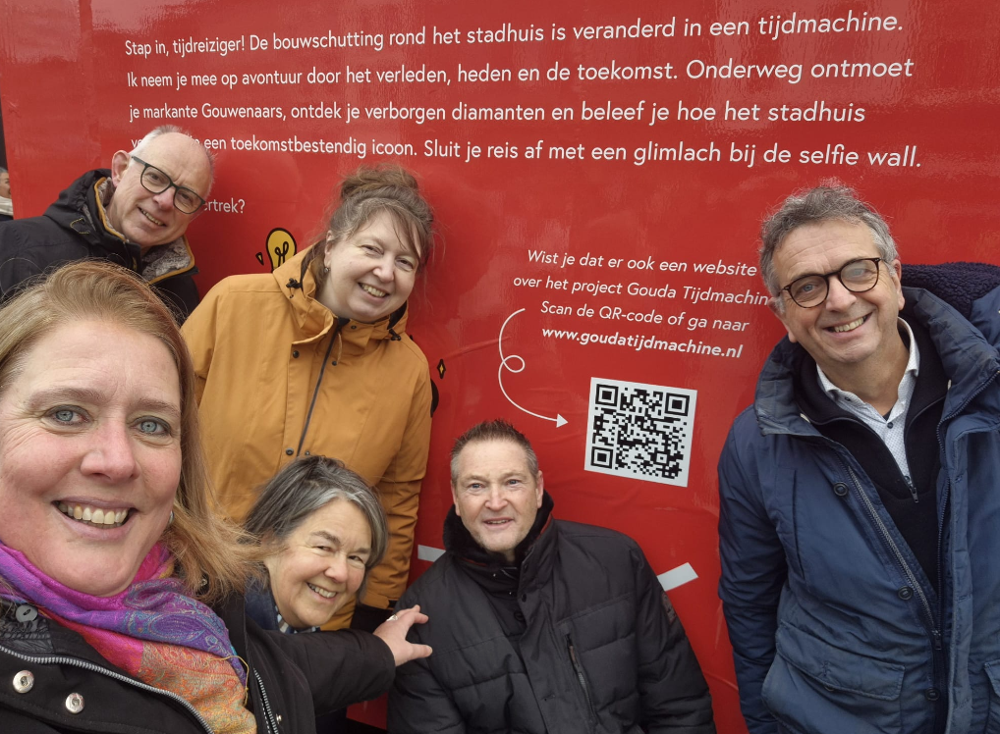 Stap in, tijdreiziger! De bouwschutting rond het stadhuis is veranderd in een tijdmachine.
Ik neem je mee op avontuur door het verleden, heden en de toekomst. Onderweg ontmoet
je markante Gouwenaars, ontdek je verborgen diamanten en beleef je hoe het stadhuis
een toekomstbestendig icoon. Sluit je reis af met een glimlach bij de selfie wall.
Wist je dat er ook een website
over het project Gouda Tijdmachin
Scan de QR-code of ga naar
www.goudatijdmachine.nl